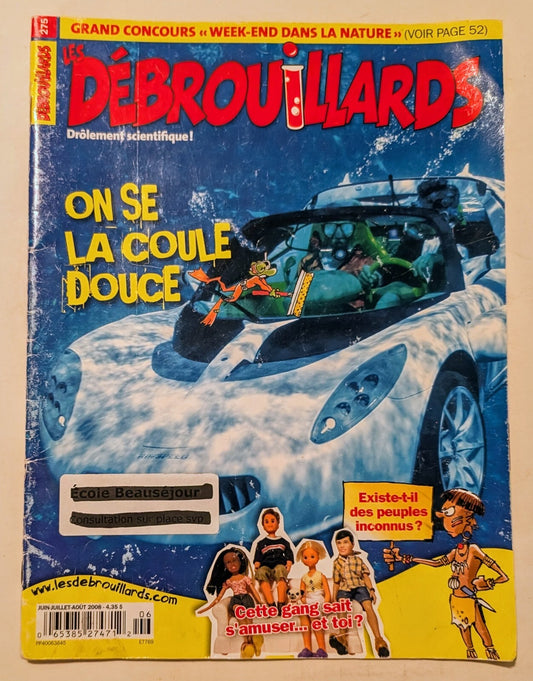 275
GRAND CONCOURS « WEEK-END DANS LA NATURE » (VOIR PAGE 52)
DÉBROUILLARDS
LES
DÉBROUILLARDS
Drôlement scientifique!
ON SE
LA COULE
DOUCE
École Beauséjour
Consultation sur place svp
Existe-t-il
des peuples
inconnus ?
www.lesdebrouillards.com
Cette gang sait
s'amuser... et toi ?
JUIN-JUILLET-AOÛT 2008 - 4,35 $
06
0 65385 27471 2
PP40063840
E7769